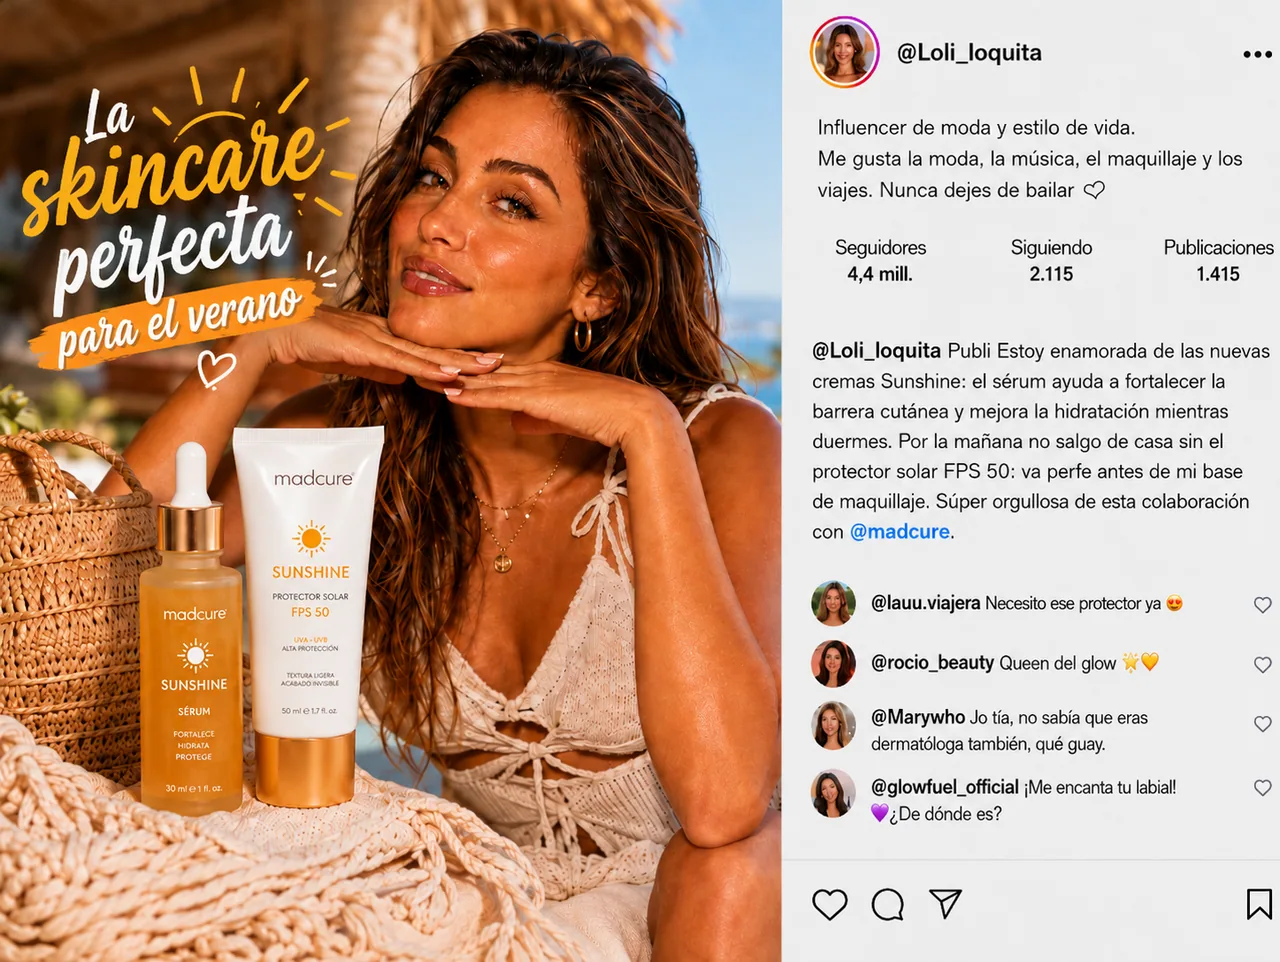 La
skincare
perfecta
para el verano
madcure
SUNSHINE
SÉRUM
FORTALECE
HIDRATA
PROTEGE
30 ml e 1 fl. oz.
madcure
SUNSHINE
PROTECTOR SOLAR
FPS 50
UVA - UVB
ALTA PROTECCIÓN
TEXTURA LIGERA
ACABADO INVISIBLE
50 ml e 1,7 fl. oz.
@Loli_loquita
Influencer de moda y estilo de vida.
Me gusta la moda, la música, el maquillaje y los
viajes. Nunca dejes de bailar ♡
Seguidores Siguiendo Publicaciones
4,4 mill. 2.115 1.415
@Loli_loquita Publi Estoy enamorada de las nuevas
cremas Sunshine: el sérum ayuda a fortalecer la
barrera cutánea y mejora la hidratación mientras
duermes. Por la mañana no salgo de casa sin el
protector solar FPS 50: va perfe antes de mi base
de maquillaje. Súper orgullosa de esta colaboración
con @madcure.
@lauu.viajera Necesito ese protector ya 😍
@rocio_beauty Queen del glow 🌟🧡
@Marywho Jo tía, no sabía que eras
dermatóloga también, qué guay.
@glowfuel_official ¡Me encanta tu labial!
💜¿De dónde es?